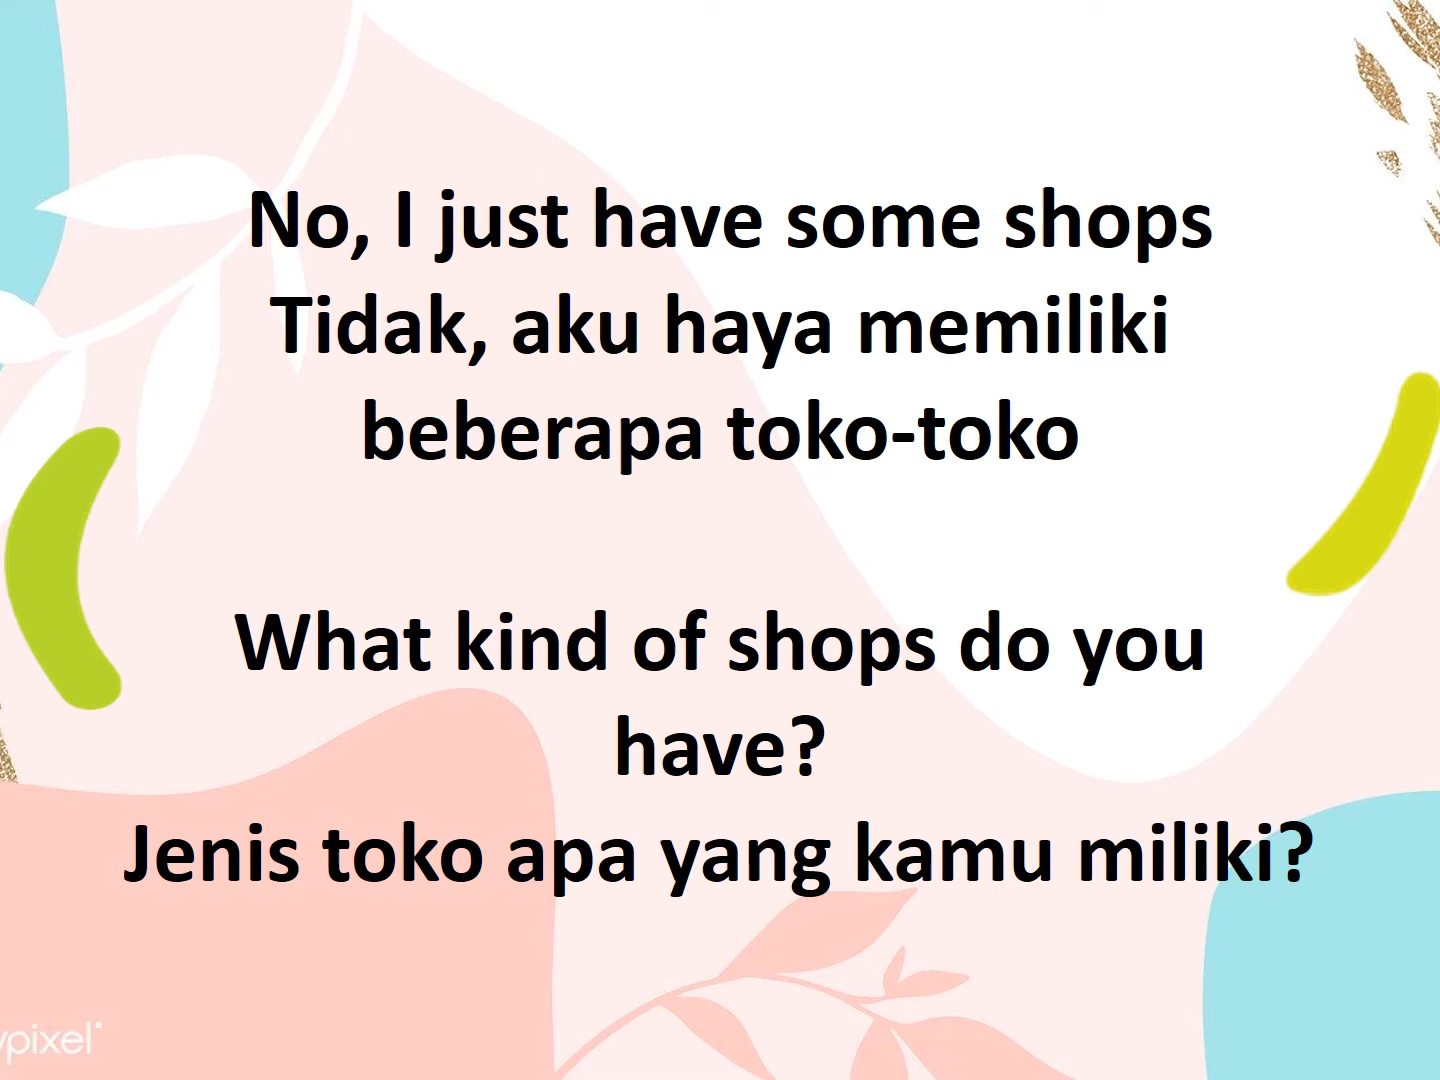 No, I just have some shops
Tidak, aku haya memiliki
beberapa toko-toko
What kind of shops do you
have?
Jenis toko apa yang kamu miliki?
ypixel